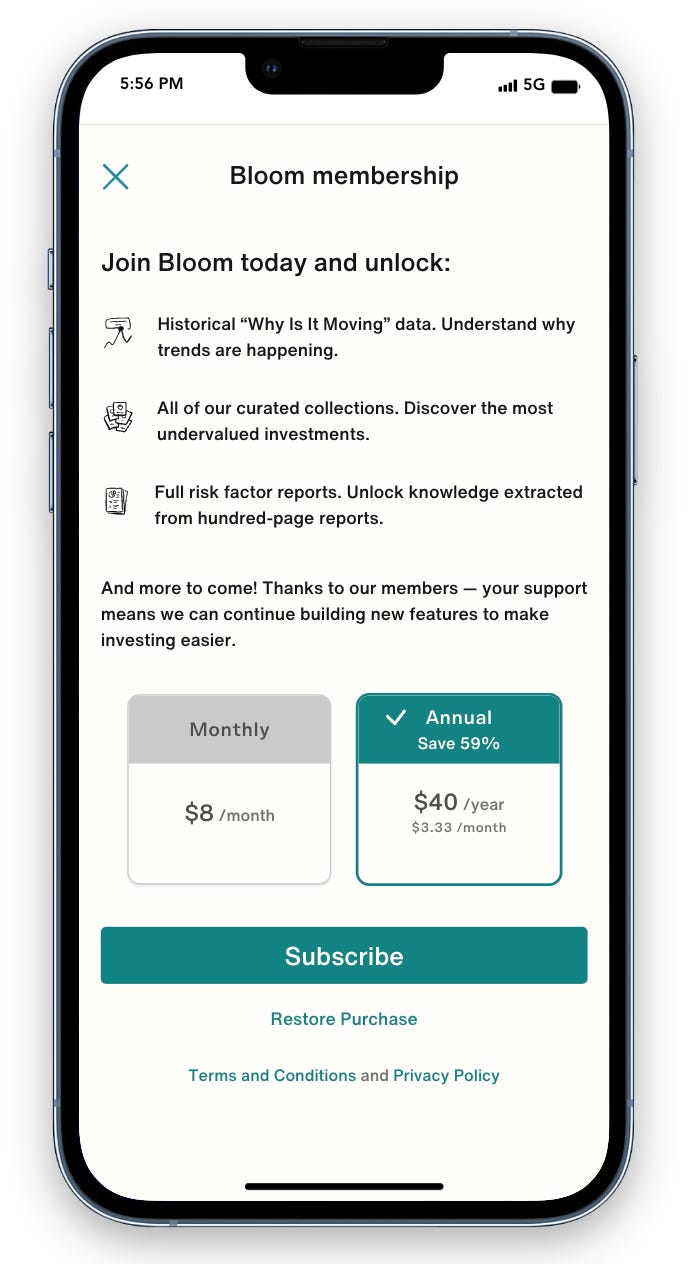 5:56 PM
5G
Bloom membership
Join Bloom today and unlock:
Historical “Why Is It Moving” data. Understand why
trends are happening.
All of our curated collections. Discover the most
undervalued investments.
Full risk factor reports. Unlock knowledge extracted
from hundred-page reports.
And more to come! Thanks to our members — your support
means we can continue building new features to make
investing easier.
Monthly
$8 /month
Annual
Save 59%
$40 /year
$3.33 /month
Subscribe
Restore Purchase
Terms and Conditions and Privacy Policy